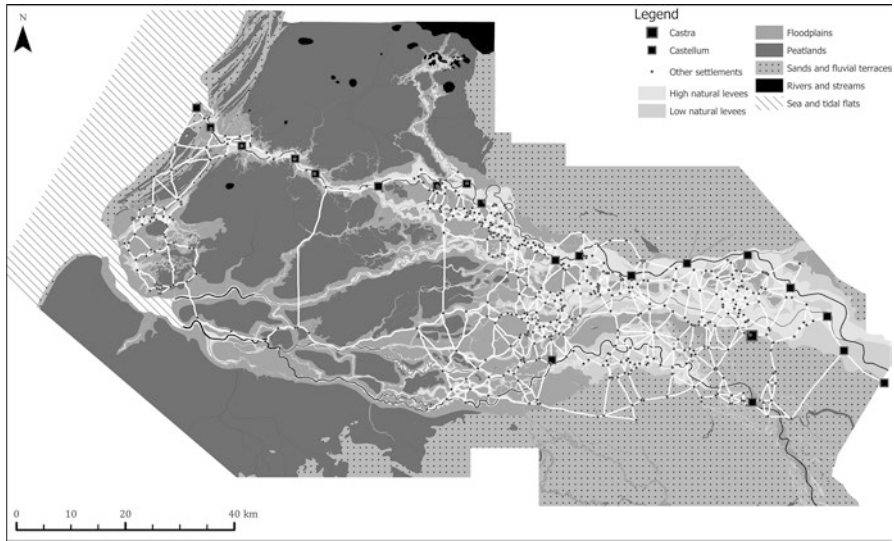 N
Legend
Castra
Castellum
Other settlements
High natural levees
Low natural levees
Floodplains
Peatlands
Sands and fluvial terraces
Rivers and streams
Sea and tidal flats
0 10 20 40 km